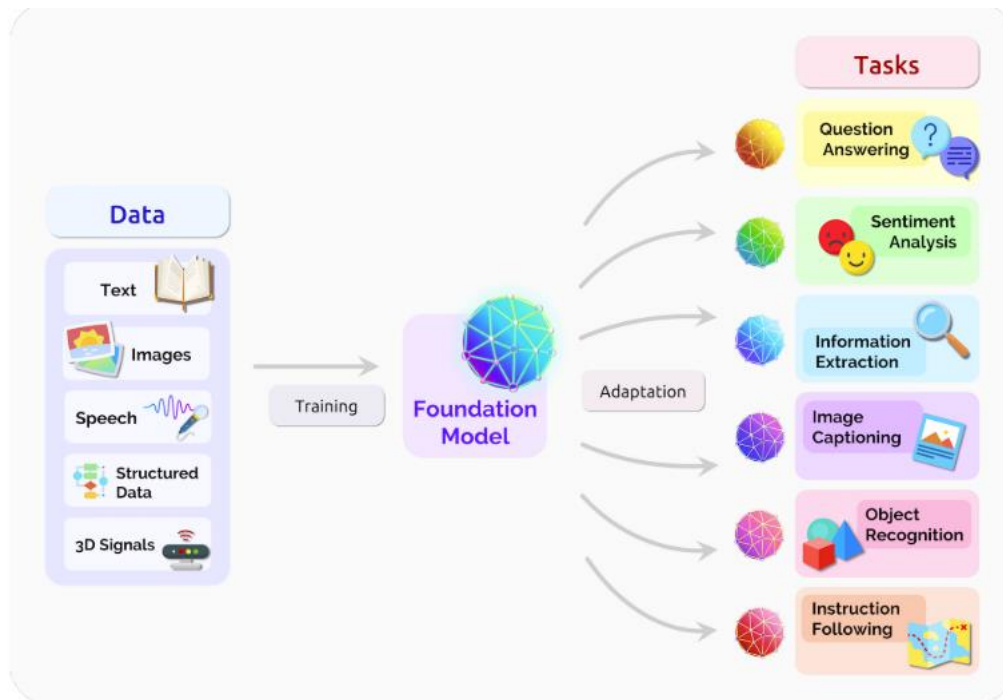 Data
Text
Images
Speech
Structured
Data
3D Signals
Training
Foundation
Model
Adaptation
Tasks
?
Question
Answering
Sentiment
Analysis
Information
Extraction
Image
Captioning
Object
Recognition
Instruction
Following